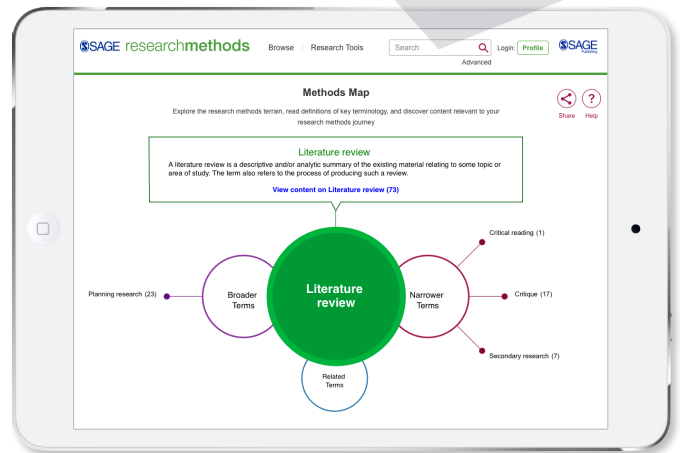 SAGE researchmethods
Browse
Research Tools
Search
Login: Profile
SAGE
Publishing
Advanced
Methods Map
Explore the research methods terrain, read definitions of key terminology, and discover content relevant to your
research methods journey
Share
Help
Literature review
A literature review is a descriptive and/or analytic summary of the existing material relating to some topic or
area of study. The term also refers to the process of producing such a review.
View content on Literature review (73)
Critical reading (1)
Planning research (23)
Broader
Terms
Literature
review
Narrower
Terms
Critique (17)
Secondary research (7)
Related
Terms